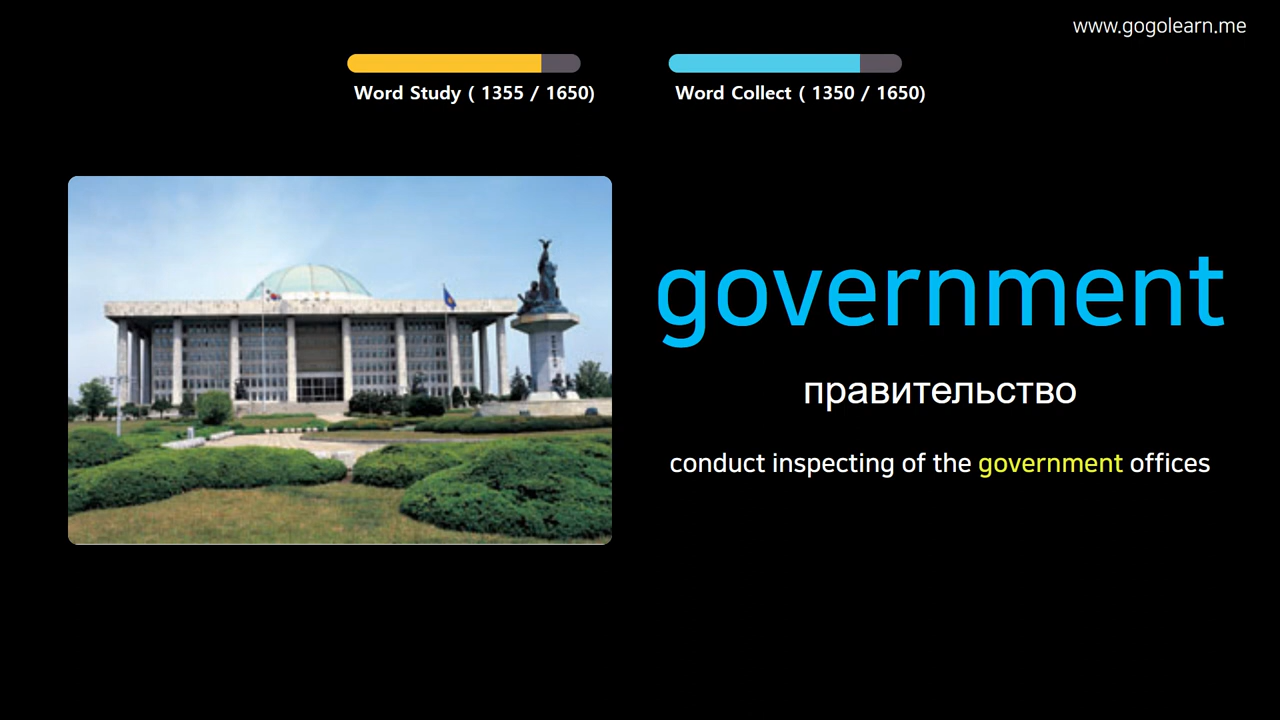 www.gogolearn.me
Word Study ( 1355 / 1650)
Word Collect ( 1350 / 1650)
government
правительство
conduct inspecting of the government offices